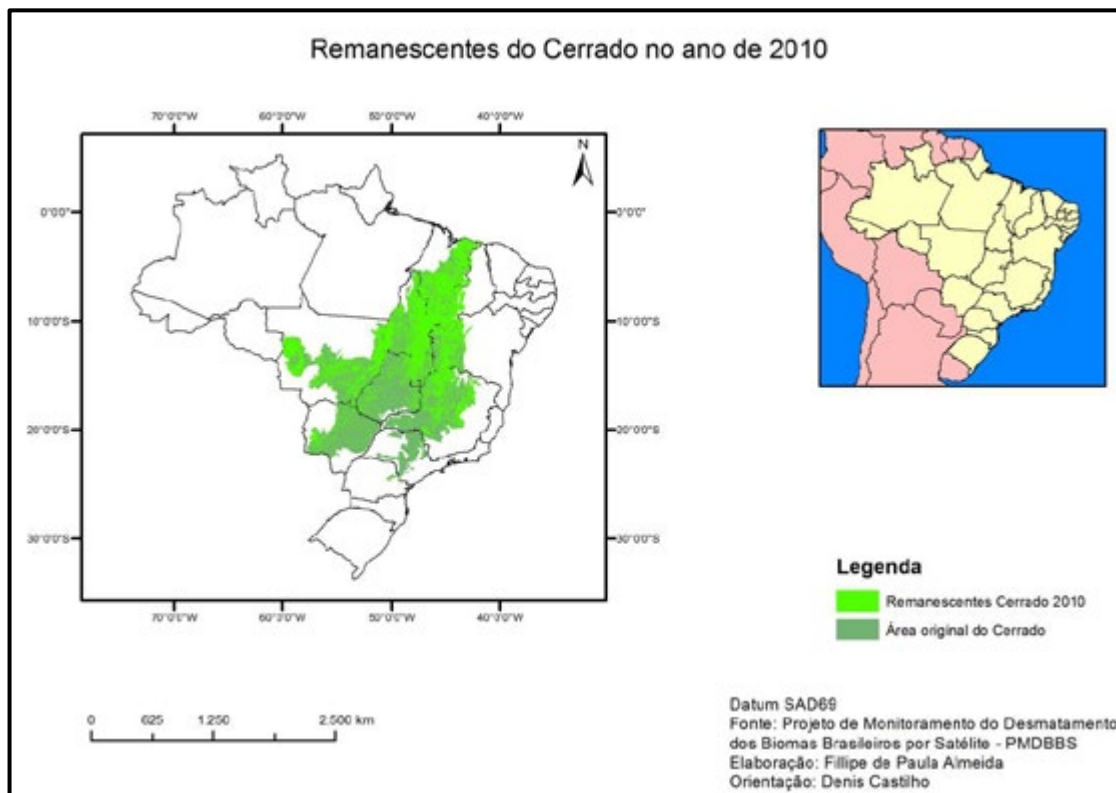 Remanescentes do Cerrado no ano de 2010
70°0'0"W 60°0'0"W 50°0'0"W 40°0'0"W
N
0°0'0" 0°0'0"
10°0'0"S 10°0'0"S
20°0'0"S 20°0'0"S
30°0'0"S 30°0'0"S
70°0'0"W 60°0'0"W 50°0'0"W 40°0'0"W
Legenda
Remanescentes Cerrado 2010
Área original do Cerrado
0 625 1.250 2.500 km
Datum SAD69
Fonte: Projeto de Monitoramento do Desmatamento
dos Biomas Brasileiros por Satélite - PMDBBS
Elaboração: Fillipe de Paula Almeida
Orientação: Denis Castilho